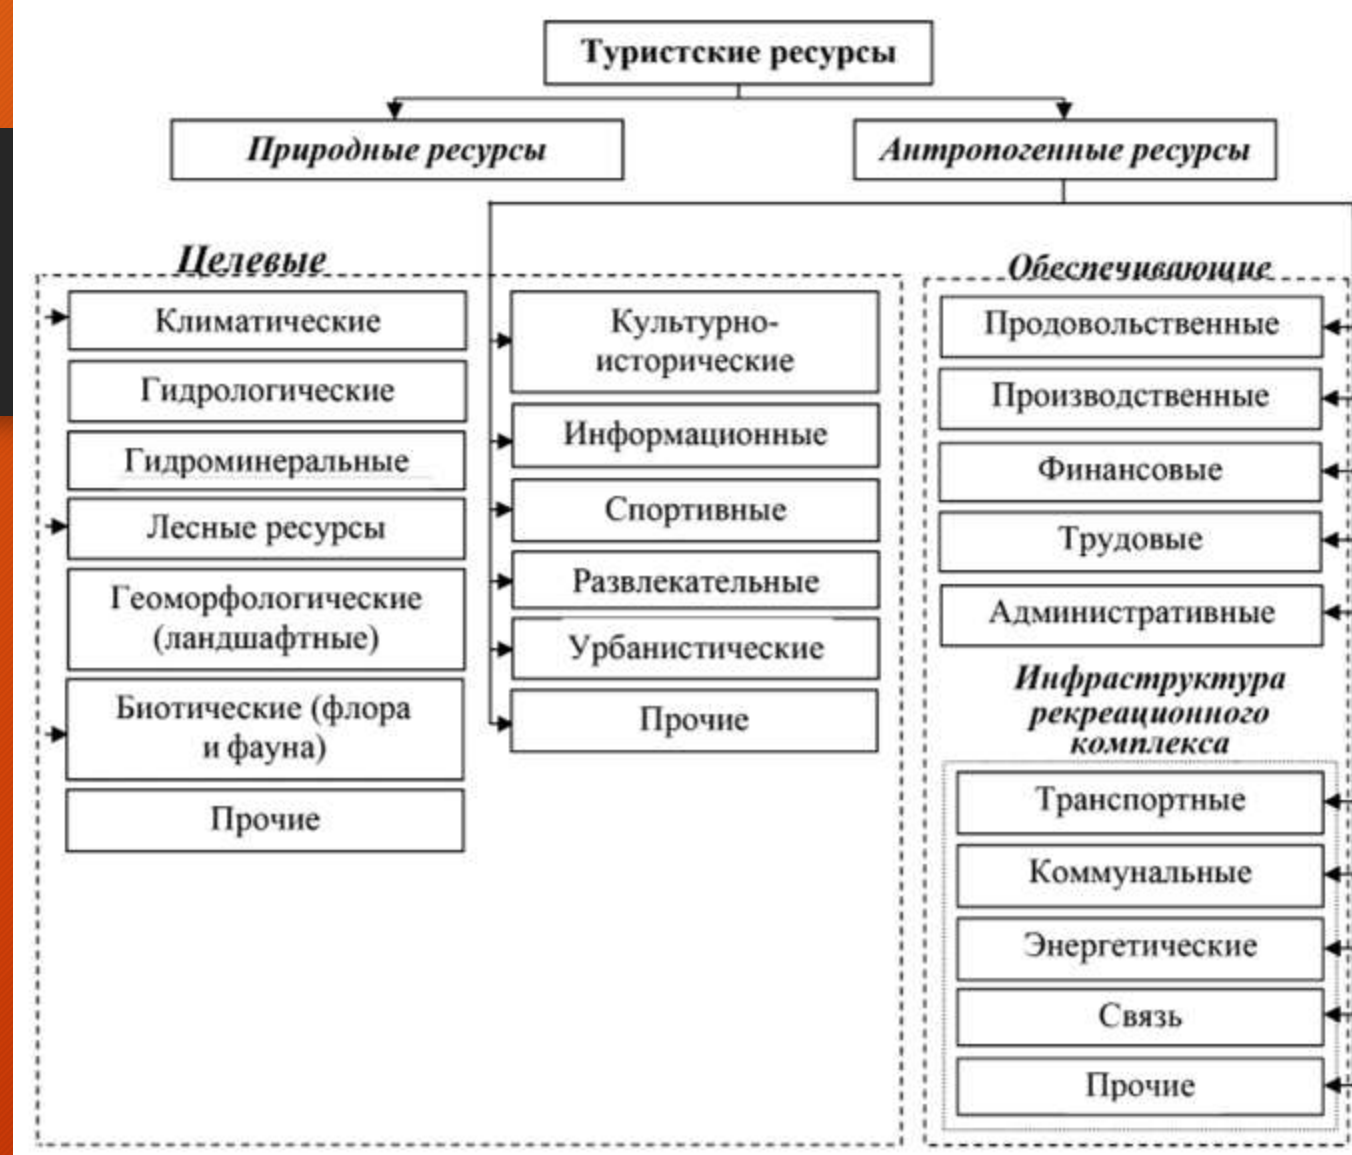 Туристские ресурсы
Природные ресурсы
Антропогенные ресурсы
Целевые
Климатические
Гидрологические
Гидроминеральные
Лесные ресурсы
Геоморфологические
(ландшафтные)
Биотические (флора
и фауна)
Прочие
Культурно-
исторические
Информационные
Спортивные
Развлекательные
Урбанистические
Прочие
Обеспечивающие
Продовольственные
Производственные
Финансовые
Трудовые
Административные
Инфраструктура
рекреационного
комплекса
Транспортные
Коммунальные
Энергетические
Связь
Прочие